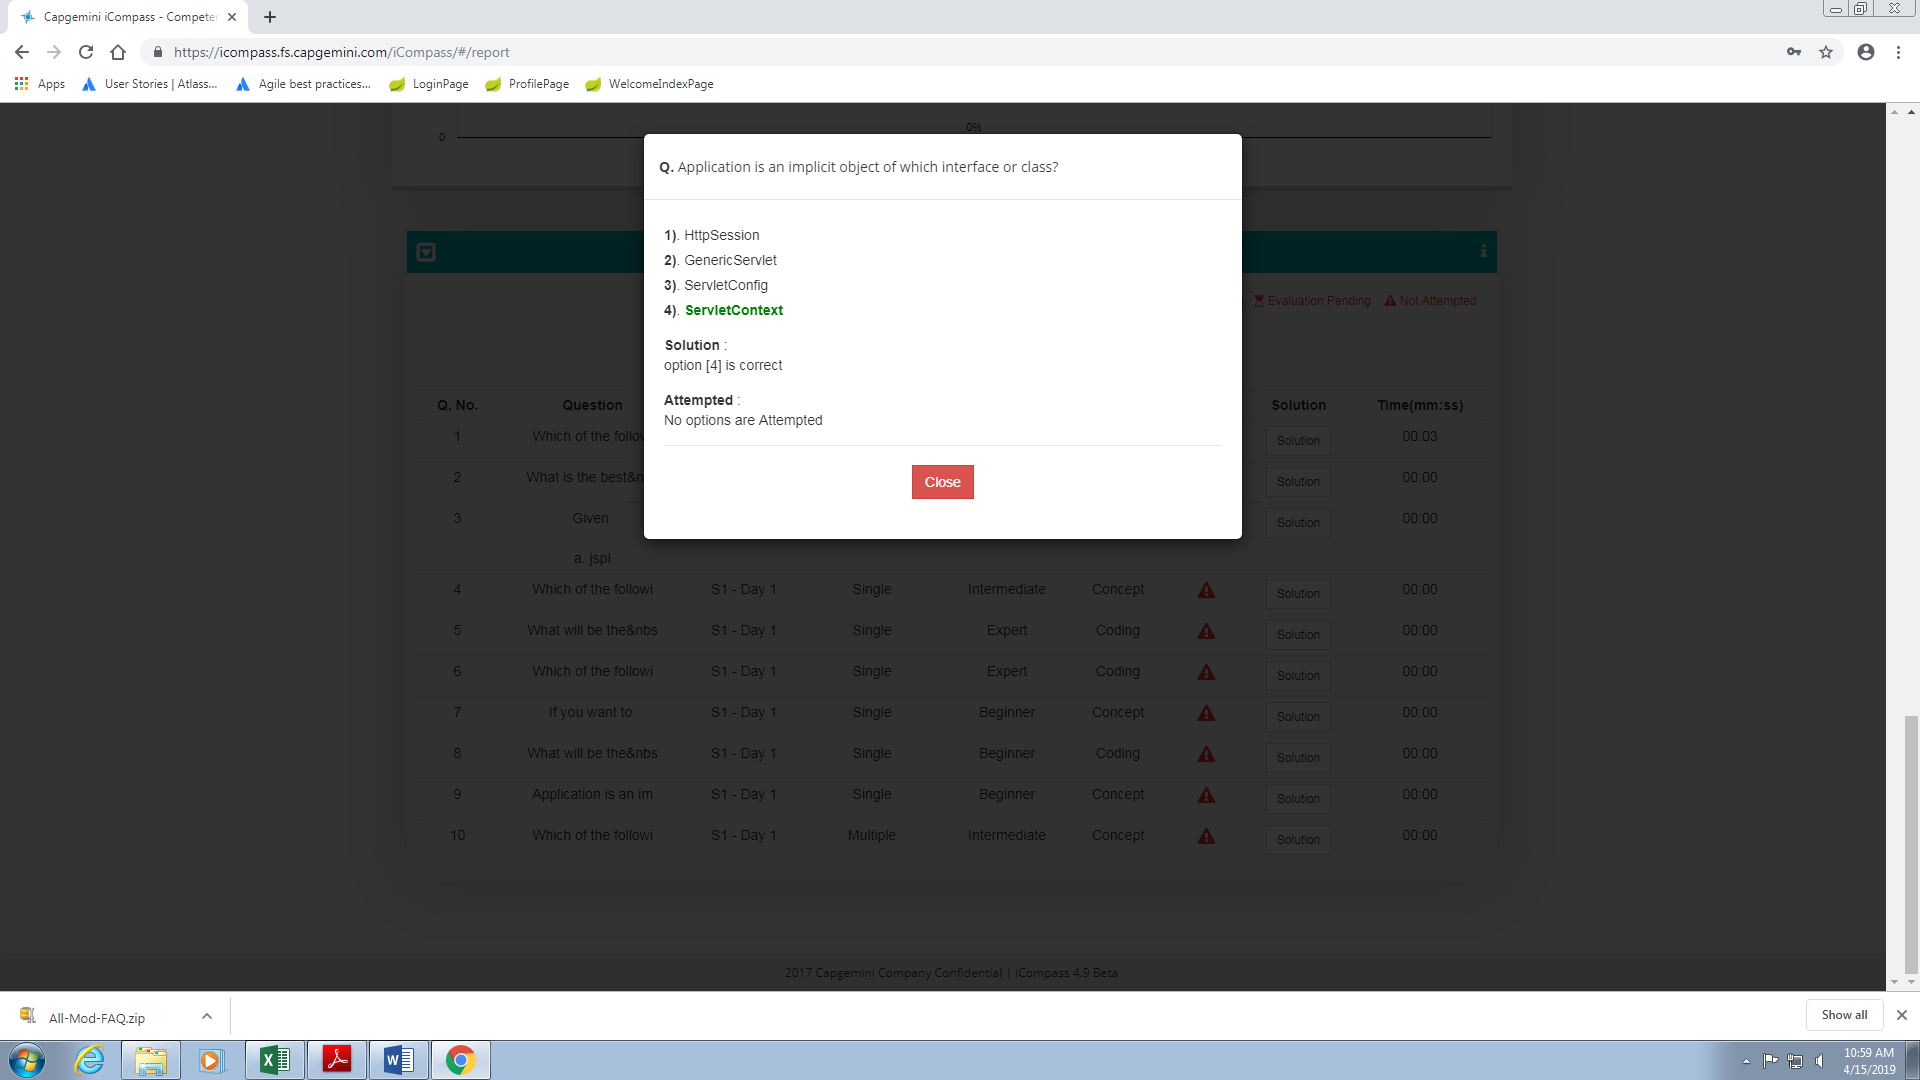 Capgemini iCompass - Competen
https://icompass.fs.capgemini.com/iCompass/#/report
Apps
User Stories | Atlass...
Agile best practices...
LoginPage
ProfilePage
WelcomeIndexPage
0
0%
Q. Application is an implicit object of which interface or class?
1). HttpSession
2). GenericServlet
3). ServletConfig
4). ServletContext
Evaluation Pending Not Attempted
Solution :
option [4] is correct
Attempted :
No options are Attempted
Close
Q. No. Question Solution Time(mm:ss)
1 Which of the follow Solution 00:03
2 What is the best&n Solution 00:00
3 Given Solution 00:00
a. jspl
4 Which of the followi S1 - Day 1 Single Intermediate Concept Solution 00:00
5 What will be the&nbs S1 - Day 1 Single Expert Coding Solution 00:00
6 Which of the followi S1 - Day 1 Single Expert Coding Solution 00:00
7 If you want to S1 - Day 1 Single Beginner Concept Solution 00:00
8 What will be the&nbs S1 - Day 1 Single Beginner Coding Solution 00:00
9 Application is an im S1 - Day 1 Single Beginner Concept Solution 00:00
10 Which of the followi S1 - Day 1 Multiple Intermediate Concept Solution 00:00
2017 Capgemini Company Confidential | iCompass 4.9 Beta
All-Mod-FAQ.zip
Show all
10:59 AM
4/15/2019